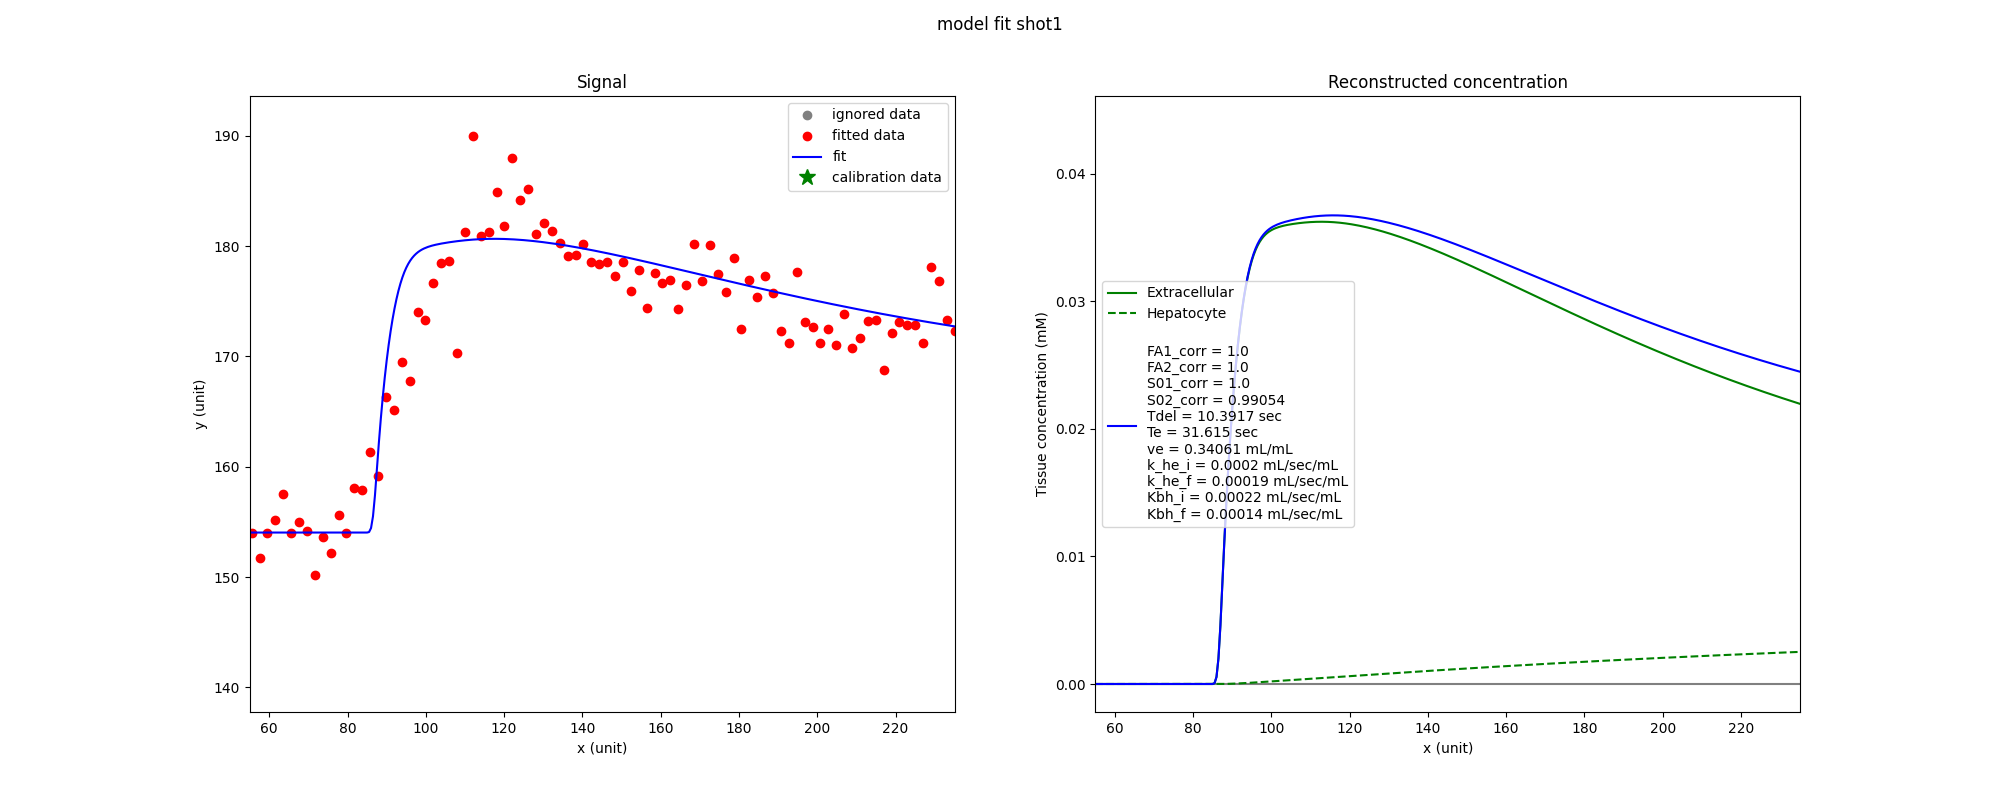 model fit shot1
Signal
190
180
170
160
150
140
y (unit)
60 80 100 120 140 160 180 200 220
x (unit)
ignored data
fitted data
fit
calibration data
Reconstructed concentration
0.04
0.03
0.02
0.01
0.00
Tissue concentration (mM)
60 80 100 120 140 160 180 200 220
x (unit)
Extracellular
Hepatocyte
FA1_corr = 1.0
FA2_corr = 1.0
S01_corr = 1.0
S02_corr = 0.99054
Tdel = 10.3917 sec
Te = 31.615 sec
ve = 0.34061 mL/mL
k_he_i = 0.0002 mL/sec/mL
k_he_f = 0.00019 mL/sec/mL
Kbh_i = 0.00022 mL/sec/mL
Kbh_f = 0.00014 mL/sec/mL